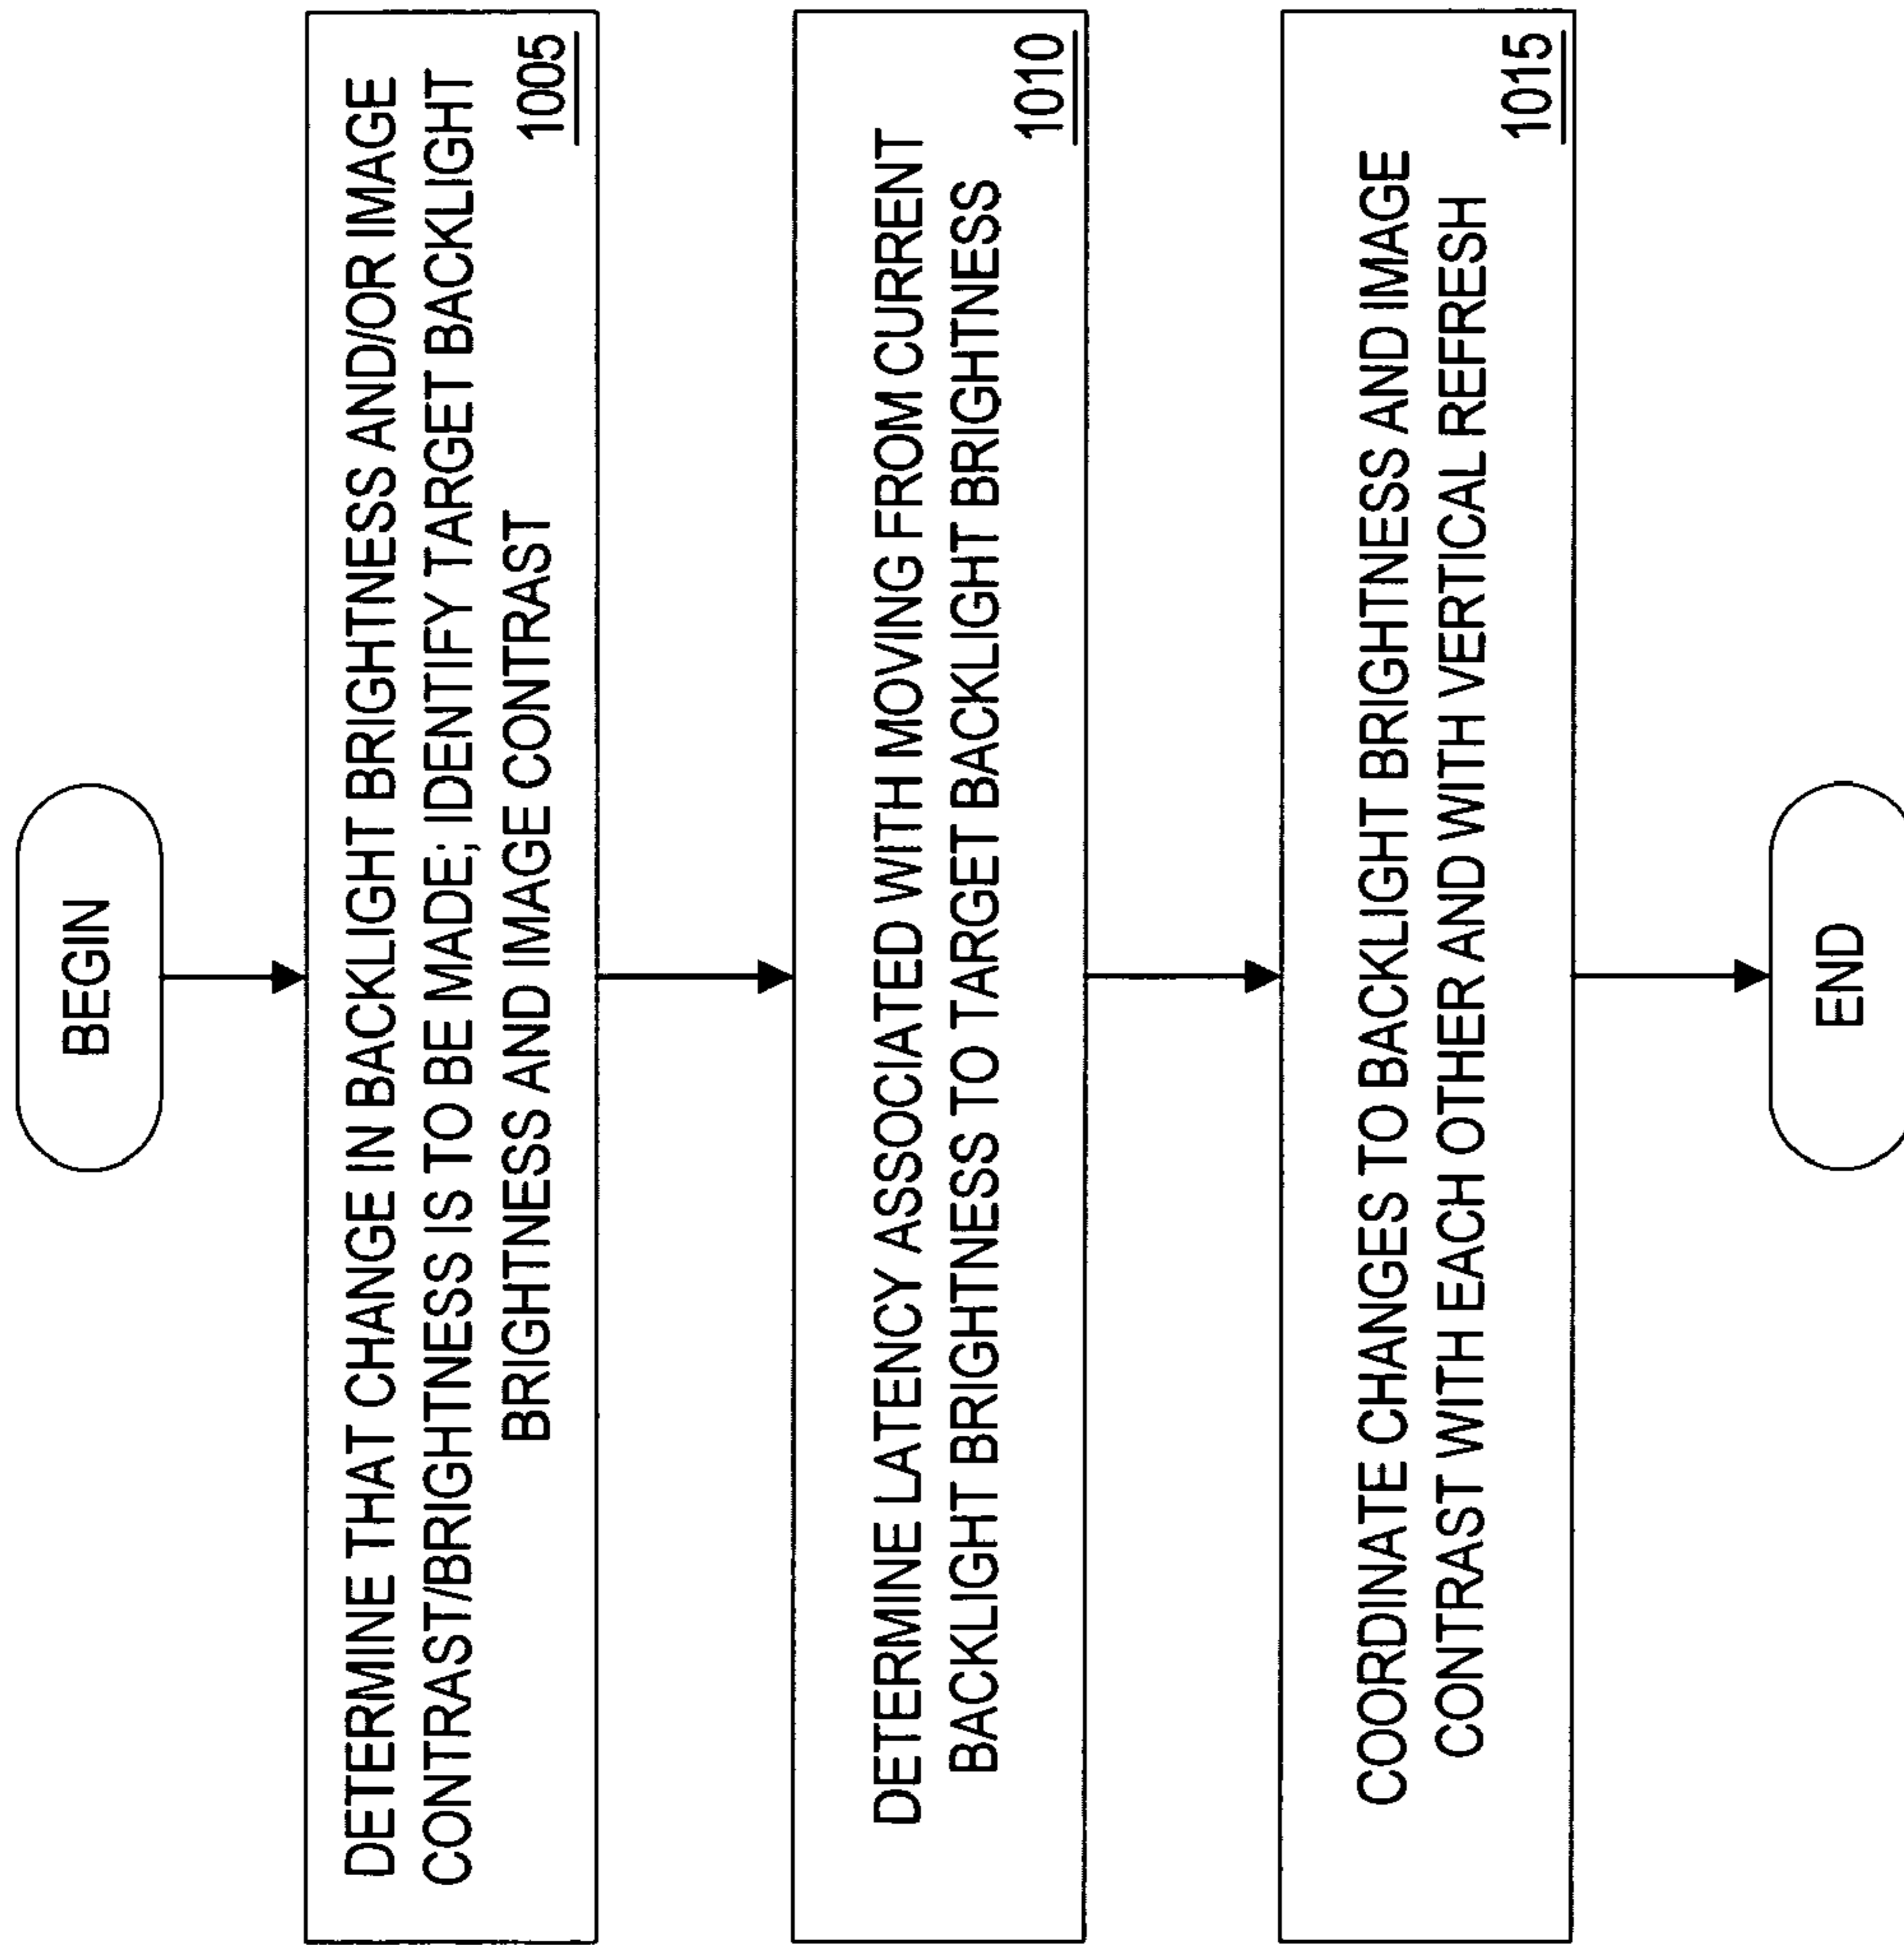 BEGIN
DETERMINE THAT CHANGE IN BACKLIGHT BRIGHTNESS AND/OR IMAGE
CONTRAST/BRIGHTNESS IS TO BE MADE; IDENTIFY TARGET BACKLIGHT
BRIGHTNESS AND IMAGE CONTRAST
1005
DETERMINE LATENCY ASSOCIATED WITH MOVING FROM CURRENT
BACKLIGHT BRIGHTNESS TO TARGET BACKLIGHT BRIGHTNESS
1010
COORDINATE CHANGES TO BACKLIGHT BRIGHTNESS AND IMAGE
CONTRAST WITH EACH OTHER AND WITH VERTICAL REFRESH
1015
END